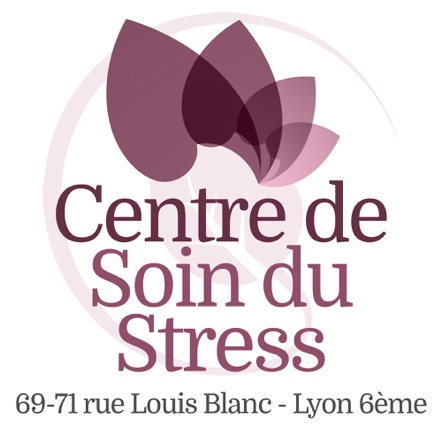 Centre de
Soin du
Stress
69-71 rue Louis Blanc - Lyon 6ème